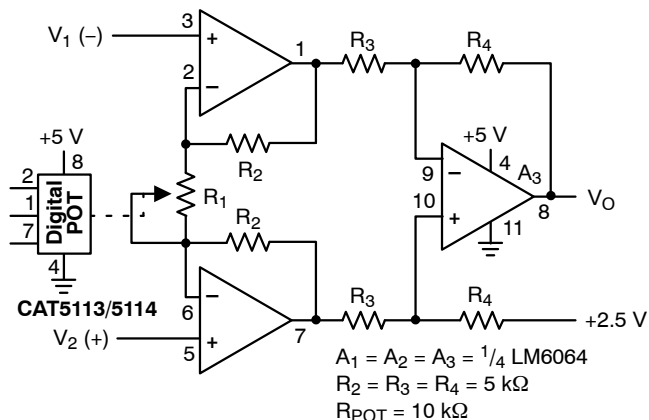 V1 (−)
3
+
1
R3
R4
2
−
R2
+5 V
8
+5 V
4
A3
2
1
7
Digital
POT
R1
9
−
10
+
8
VO
11
4
R2
CAT5113/5114
−
6
7
R3
R4
+2.5 V
V2 (+)
5
+
A1 = A2 = A3 = 1/4 LM6064
R2 = R3 = R4 = 5 kΩ
RPOT = 10 kΩ